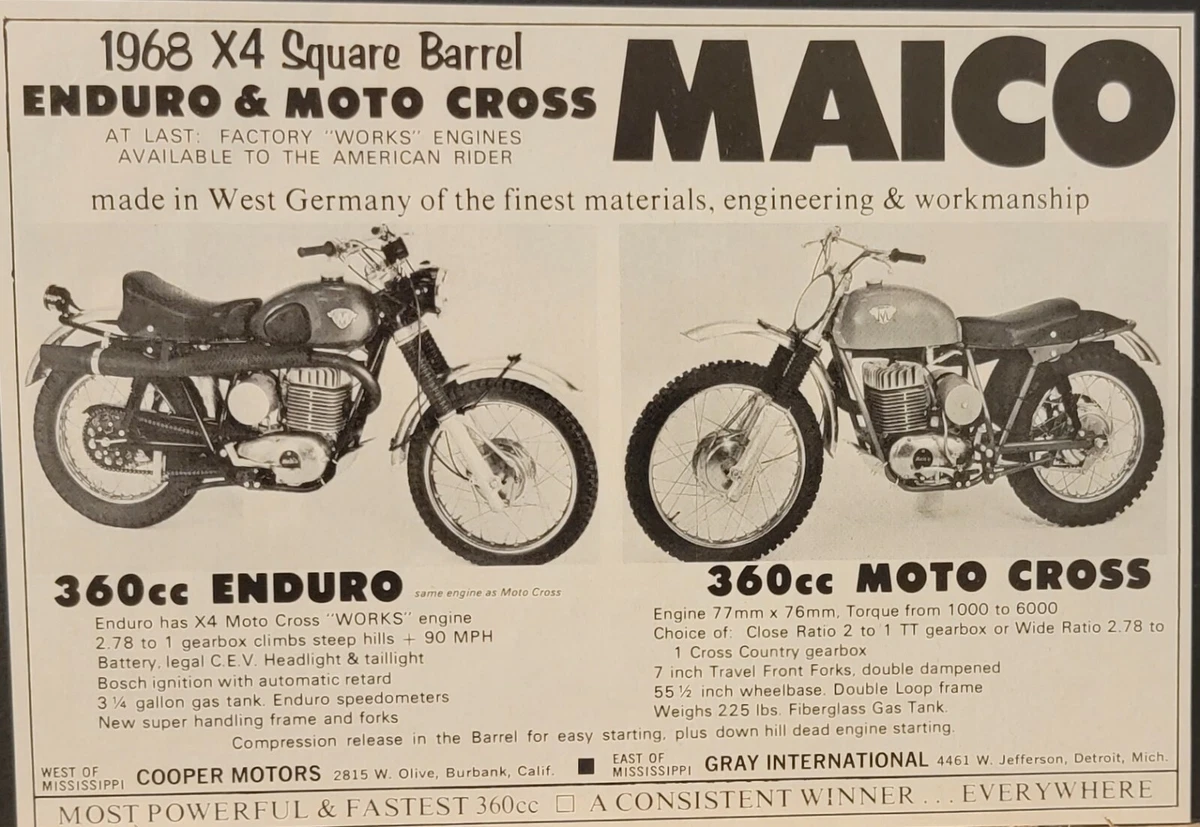 1968 X4 Square Barrel
ENDURO & MOTO CROSS
AT LAST: FACTORY "WORKS" ENGINES
AVAILABLE TO THE AMERICAN RIDER
MAICO
made in West Germany of the finest materials, engineering & workmanship
360cc ENDURO same engine as Moto Cross
Enduro has X4 Moto Cross "WORKS" engine
2.78 to 1 gearbox climbs steep hills + 90 MPH
Battery, legal C.E.V. Headlight & taillight
Bosch ignition with automatic retard
3 ¼ gallon gas tank. Enduro speedometers
New super handling frame and forks
360cc MOTO CROSS
Engine 77mm x 76mm, Torque from 1000 to 6000
Choice of: Close Ratio 2 to 1 TT gearbox or Wide Ratio 2.78 to
1 Cross Country gearbox
7 inch Travel Front Forks, double dampened
55 ½ inch wheelbase. Double Loop frame
Weighs 225 lbs. Fiberglass Gas Tank.
Compression release in the Barrel for easy starting, plus down hill dead engine starting.
WEST OF
MISSISSIPPI
COOPER MOTORS 2815 W. Olive, Burbank, Calif.
EAST OF
MISSISSIPPI
GRAY INTERNATIONAL 4461 W. Jefferson, Detroit, Mich.
MOST POWERFUL & FASTEST 360cc □ A CONSISTENT WINNER . . . EVERYWHERE